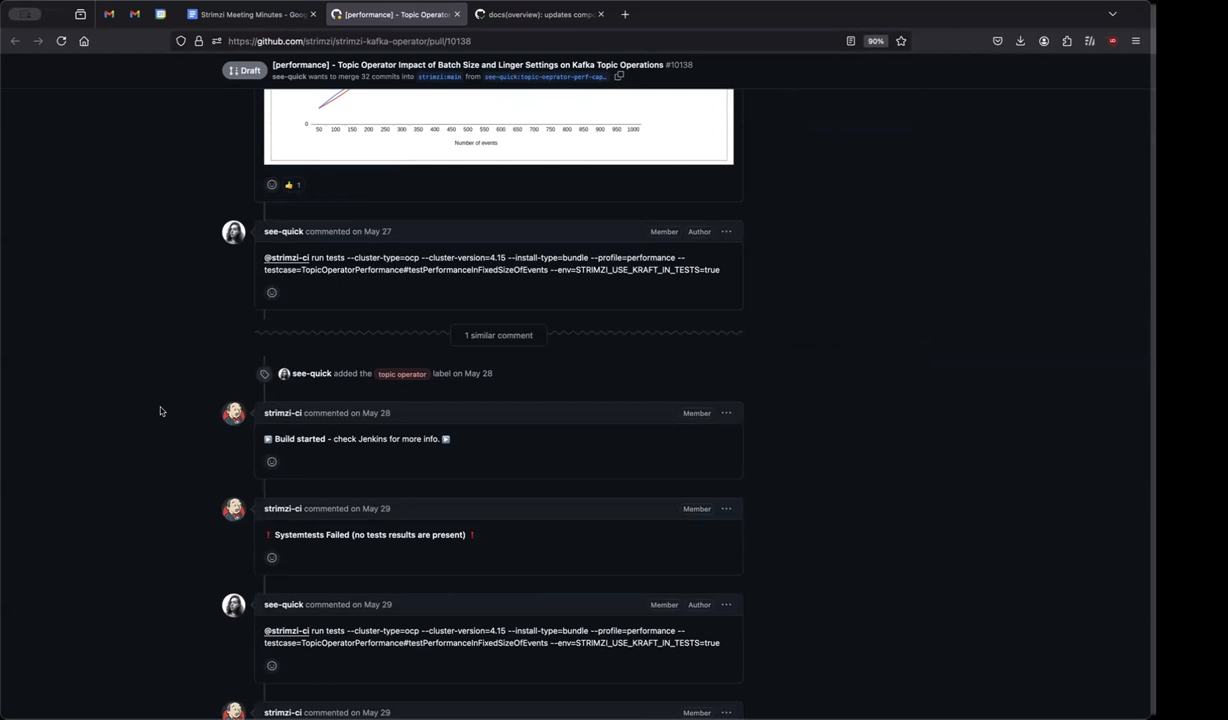 Strimzi Meeting Minutes - Goo
[performance] - Topic Operator
docs(overview): updates comp
https://github.com/strimzi/strimzi-kafka-operator/pull/10138
90%
Draft
[performance] - Topic Operator Impact of Batch Size and Linger Settings on Kafka Topic Operations #10138
see-quick wants to merge 32 commits into strimzi:main from see-quick:topic-oeprator-perf-cap…
0
50 100 150 200 250 300 350 400 450 500 550 600 650 700 750 800 850 900 950 1000
Number of events
👍 1
see-quick commented on May 27 Member Author
@strimzi-ci run tests --cluster-type=ocp --cluster-version=4.15 --install-type=bundle --profile=performance --
testcase=TopicOperatorPerformance#testPerformanceInFixedSizeOfEvents --env=STRIMZI_USE_KRAFT_IN_TESTS=true
1 similar comment
see-quick added the topic operator label on May 28
strimzi-ci commented on May 28 Member
▶️ Build started - check Jenkins for more info. ▶️
strimzi-ci commented on May 29 Member
❗ Systemtests Failed (no tests results are present) ❗
see-quick commented on May 29 Member Author
@strimzi-ci run tests --cluster-type=ocp --cluster-version=4.15 --install-type=bundle --profile=performance --
testcase=TopicOperatorPerformance#testPerformanceInFixedSizeOfEvents --env=STRIMZI_USE_KRAFT_IN_TESTS=true
strimzi-ci commented on May 29 Member